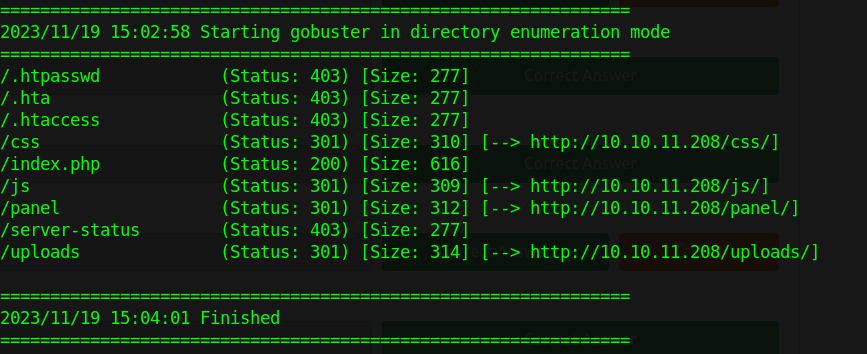 ===============================================================
2023/11/19 15:02:58 Starting gobuster in directory enumeration mode
===============================================================
/.htpasswd            (Status: 403) [Size: 277]
/.hta                 (Status: 403) [Size: 277]
Correct Answer
/.htaccess            (Status: 403) [Size: 277]
/css                  (Status: 301) [Size: 310] [--> http://10.10.11.208/css/]
/index.php            (Status: 200) [Size: 616]
Correct Answer
/js                   (Status: 301) [Size: 309] [--> http://10.10.11.208/js/]
/panel                (Status: 301) [Size: 312] [--> http://10.10.11.208/panel/]
/server-status        (Status: 403) [Size: 277]
/uploads              (Status: 301) [Size: 314] [--> http://10.10.11.208/uploads/]
===============================================================
2023/11/19 15:04:01 Finished
===============================================================